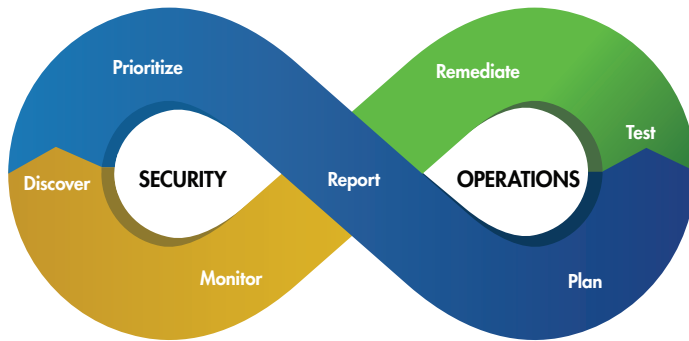 Prioritize
Remediate
Test
Discover
SECURITY
Report
OPERATIONS
Monitor
Plan